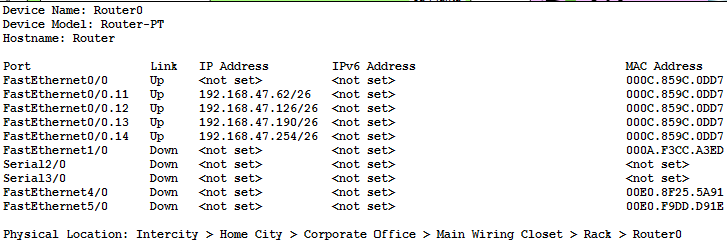 Device Name: Router0
Device Model: Router-PT
Hostname: Router
Port Link IP Address IPv6 Address MAC Address
FastEthernet0/0 Up <not set> <not set> 000C.859C.0DD7
FastEthernet0/0.11 Up 192.168.47.62/26 <not set> 000C.859C.0DD7
FastEthernet0/0.12 Up 192.168.47.126/26 <not set> 000C.859C.0DD7
FastEthernet0/0.13 Up 192.168.47.190/26 <not set> 000C.859C.0DD7
FastEthernet0/0.14 Up 192.168.47.254/26 <not set> 000C.859C.0DD7
FastEthernet1/0 Down <not set> <not set> 000A.F3CC.A3ED
Serial2/0 Down <not set> <not set> <not set>
Serial3/0 Down <not set> <not set> <not set>
FastEthernet4/0 Down <not set> <not set> 00E0.8F25.5A91
FastEthernet5/0 Down <not set> <not set> 00E0.F9DD.D91E
Physical Location: Intercity > Home City > Corporate Office > Main Wiring Closet > Rack > Router0